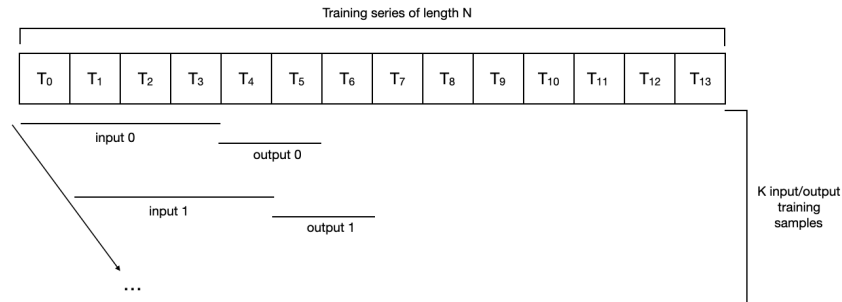 Training series of length N
T₀ T₁ T₂ T₃ T₄ T₅ T₆ T₇ T₈ T₉ T₁₀ T₁₁ T₁₂ T₁₃
input 0
output 0
input 1
output 1
...
K input/output
training
samples